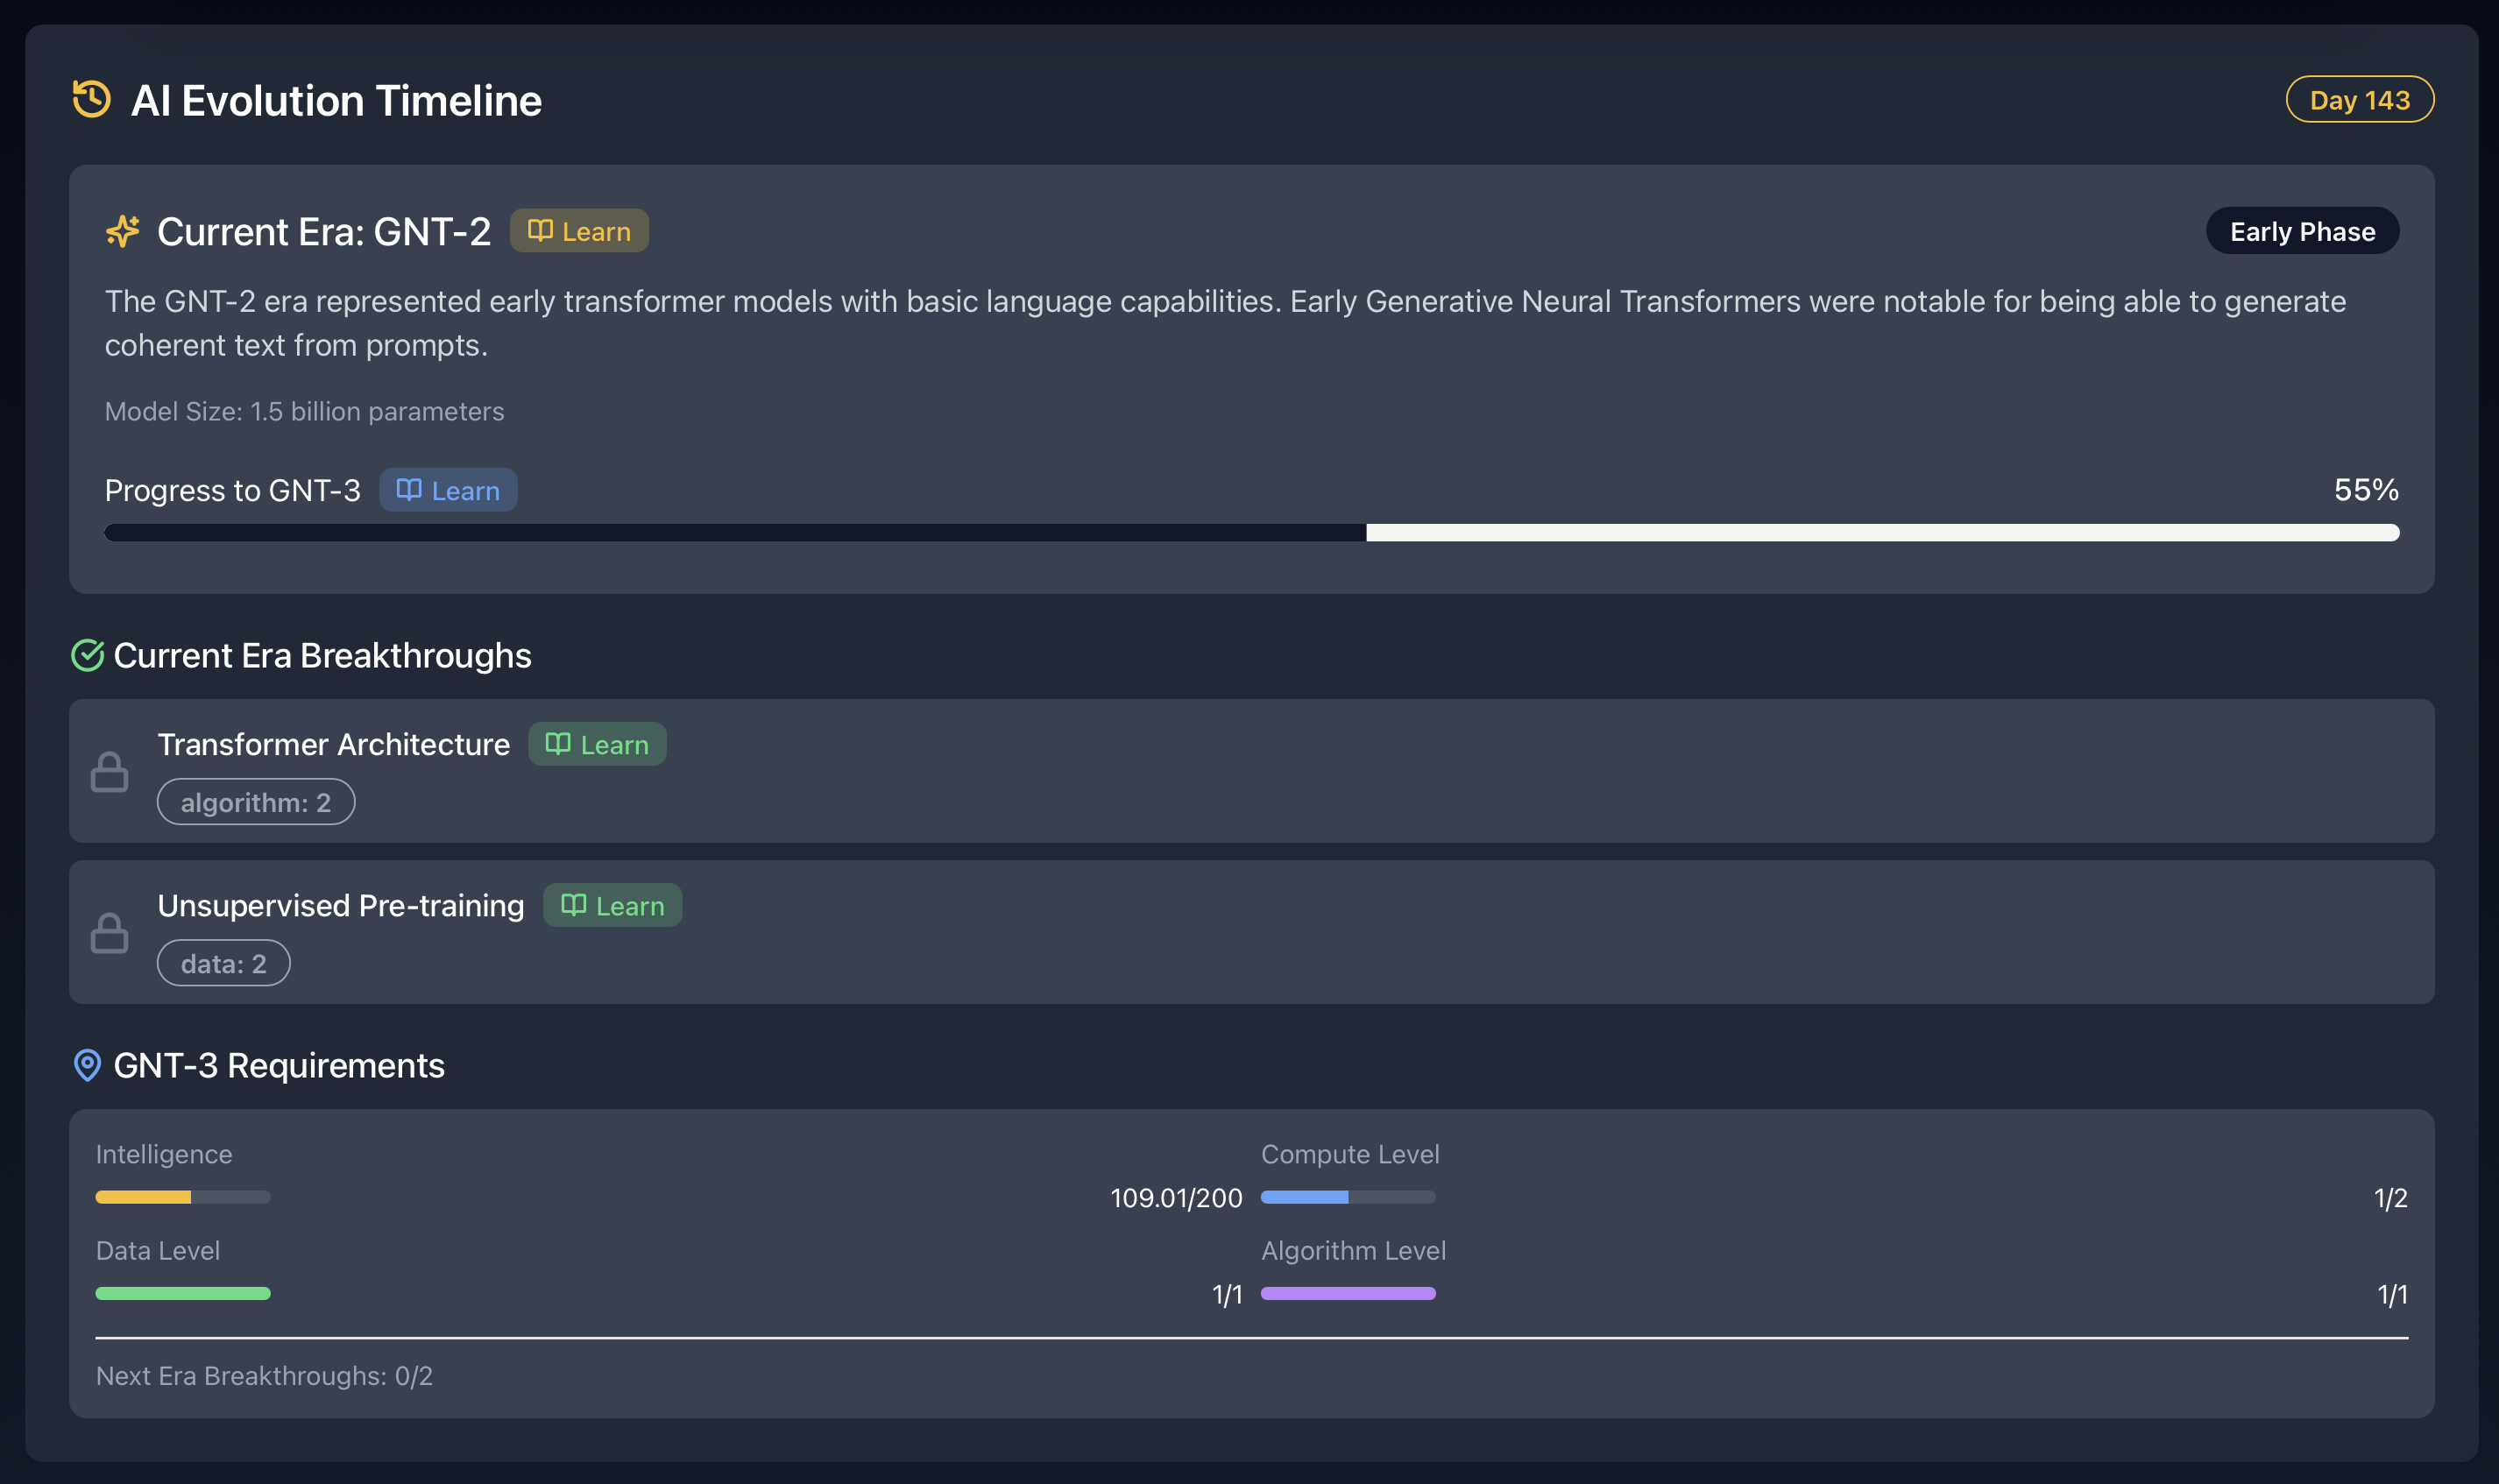 AI Evolution Timeline
Day 143
Current Era: GNT-2
Learn
Early Phase
The GNT-2 era represented early transformer models with basic language capabilities. Early Generative Neural Transformers were notable for being able to generate
coherent text from prompts.
Model Size: 1.5 billion parameters
Progress to GNT-3
Learn
55%
Current Era Breakthroughs
Transformer Architecture
Learn
algorithm: 2
Unsupervised Pre-training
Learn
data: 2
GNT-3 Requirements
Intelligence
109.01/200
Compute Level
1/2
Data Level
1/1
Algorithm Level
1/1
Next Era Breakthroughs: 0/2